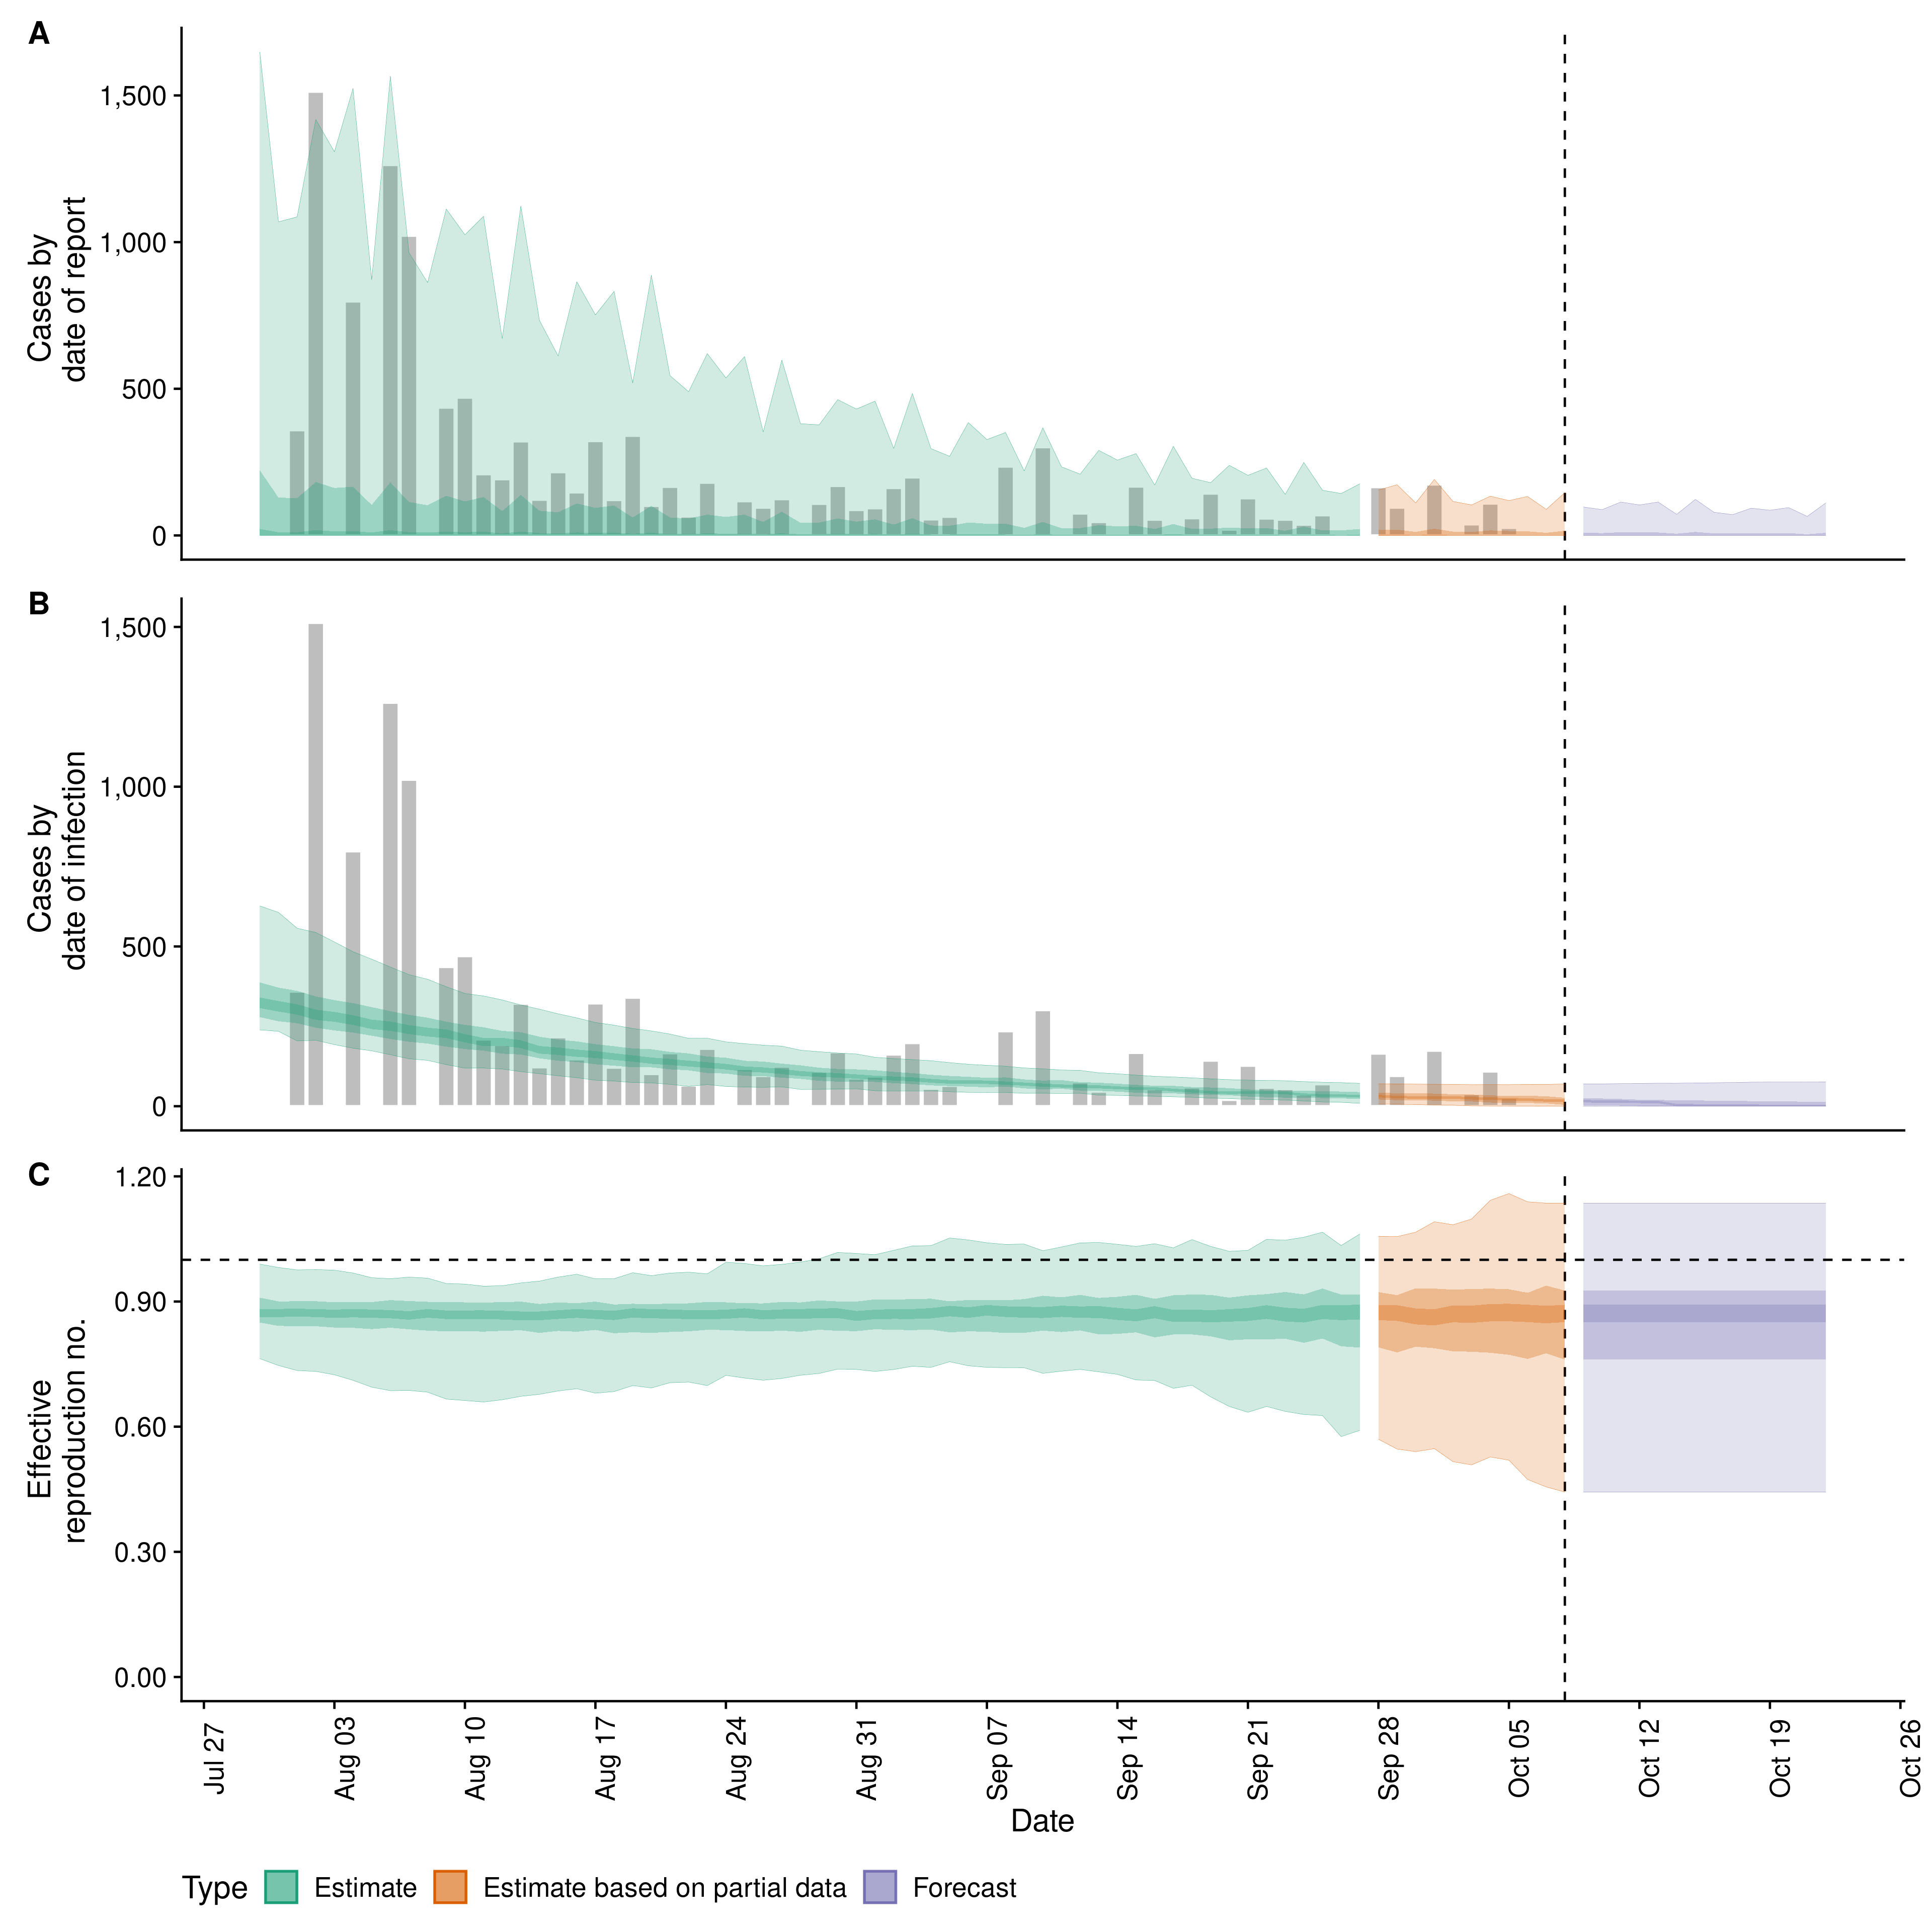 A
Cases by
date of report
1,500
1,000
500
0
B
Cases by
date of infection
1,500
1,000
500
0
C
Effective
reproduction no.
1.20
0.90
0.60
0.30
0.00
Jul 27
Aug 03
Aug 10
Aug 17
Aug 24
Aug 31
Sep 07
Sep 14
Sep 21
Sep 28
Oct 05
Oct 12
Oct 19
Oct 26
Date
Type Estimate Estimate based on partial data Forecast